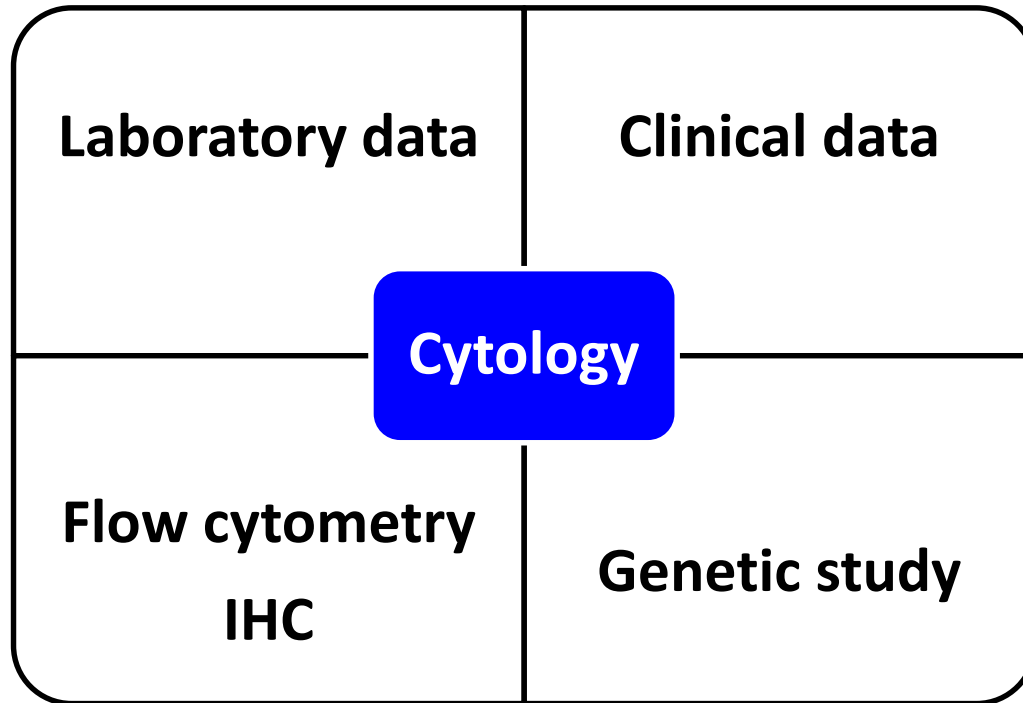 Laboratory data
Clinical data
Cytology
Flow cytometry
IHC
Genetic study